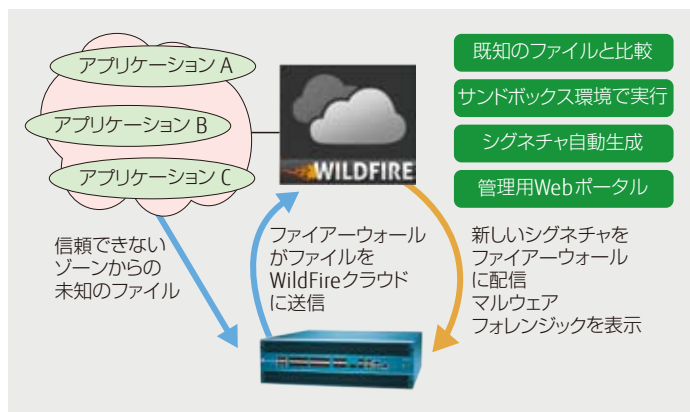 アプリケーション A
アプリケーション B
アプリケーション C
WILDFIRE
既知のファイルと比較
サンドボックス環境で実行
シグネチャ自動生成
管理用Webポータル
信頼できない
ゾーンからの
未知のファイル
ファイアーウォール
がファイルを
WildFireクラウド
に送信
新しいシグネチャを
ファイアーウォール
に配信
マルウェア
フォレンジックを表示